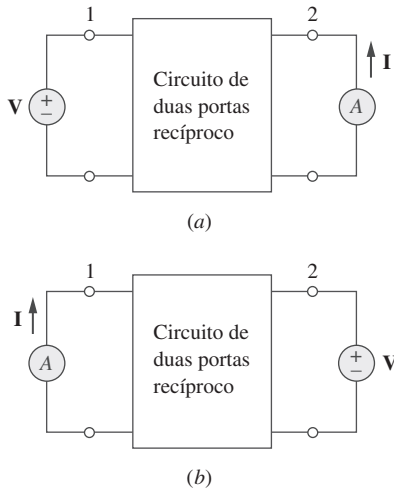 1 2
I
Circuito de
duas portas
recíproco
V + − A
(a)
1 2
I
Circuito de
duas portas
recíproco
A + − V
(b)